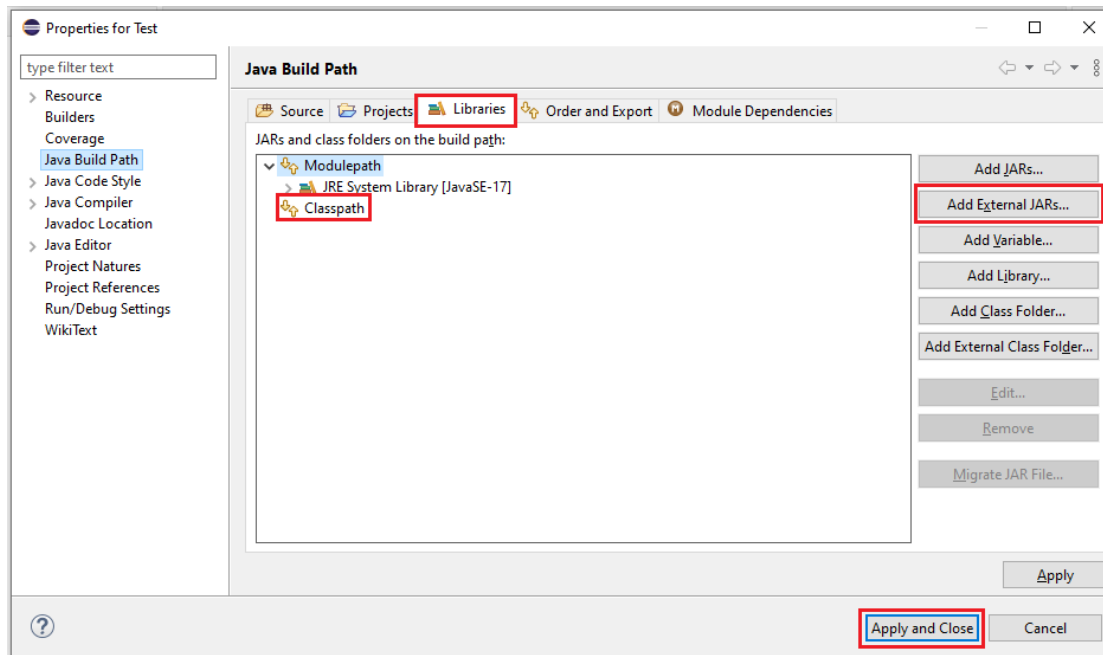 Properties for Test
type filter text
Resource
Builders
Coverage
Java Build Path
Java Code Style
Java Compiler
Javadoc Location
Java Editor
Project Natures
Project References
Run/Debug Settings
WikiText
Java Build Path
Source Projects Libraries Order and Export Module Dependencies
JARs and class folders on the build path:
Modulepath
JRE System Library [JavaSE-17]
Classpath
Add JARs...
Add External JARs...
Add Variable...
Add Library...
Add Class Folder...
Add External Class Folder...
Edit...
Remove
Migrate JAR File...
Apply
Apply and Close Cancel